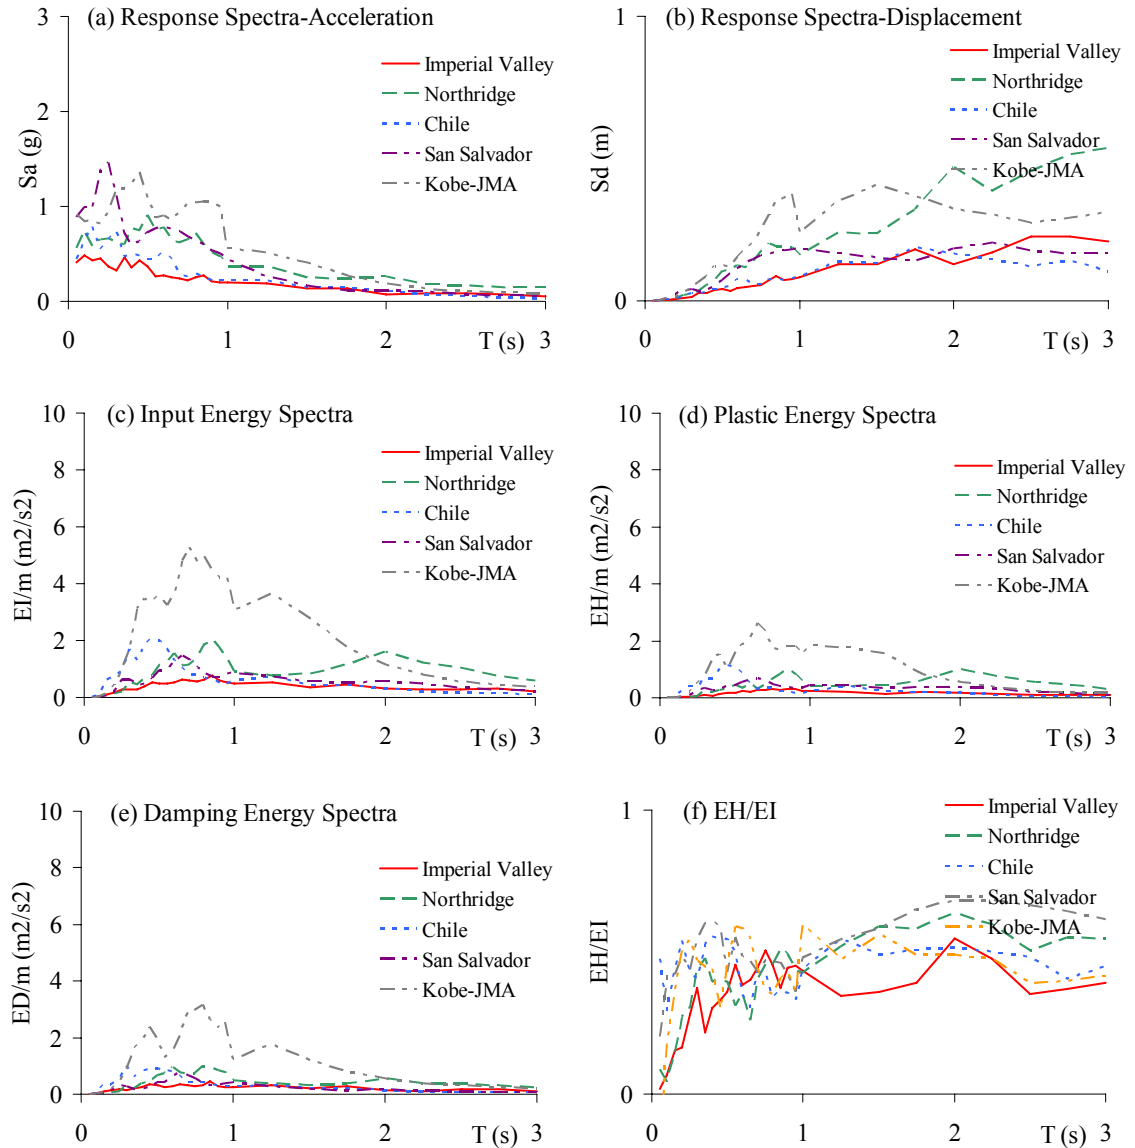 (a) Response Spectra-Acceleration
3
2
1
0
Sa (g)
Imperial Valley
Northridge
Chile
San Salvador
Kobe-JMA
0
1
2
T (s)
3
(b) Response Spectra-Displacement
1
0
Sd (m)
Imperial Valley
Northridge
Chile
San Salvador
Kobe-JMA
0
1
2
T (s)
3
(c) Input Energy Spectra
10
8
6
4
2
0
EI/m (m2/s2)
Imperial Valley
Northridge
Chile
San Salvador
Kobe-JMA
0
1
2
T (s)
3
(d) Plastic Energy Spectra
10
8
6
4
2
0
EH/m (m2/s2)
Imperial Valley
Northridge
Chile
San Salvador
Kobe-JMA
0
1
2
T (s)
3
(e) Damping Energy Spectra
10
8
6
4
2
0
ED/m (m2/s2)
Imperial Valley
Northridge
Chile
San Salvador
Kobe-JMA
0
1
2
T (s)
3
(f) EH/EI
1
0
EH/EI
Imperial Valley
Northridge
Chile
San Salvador
Kobe-JMA
0
1
2
T (s)
3